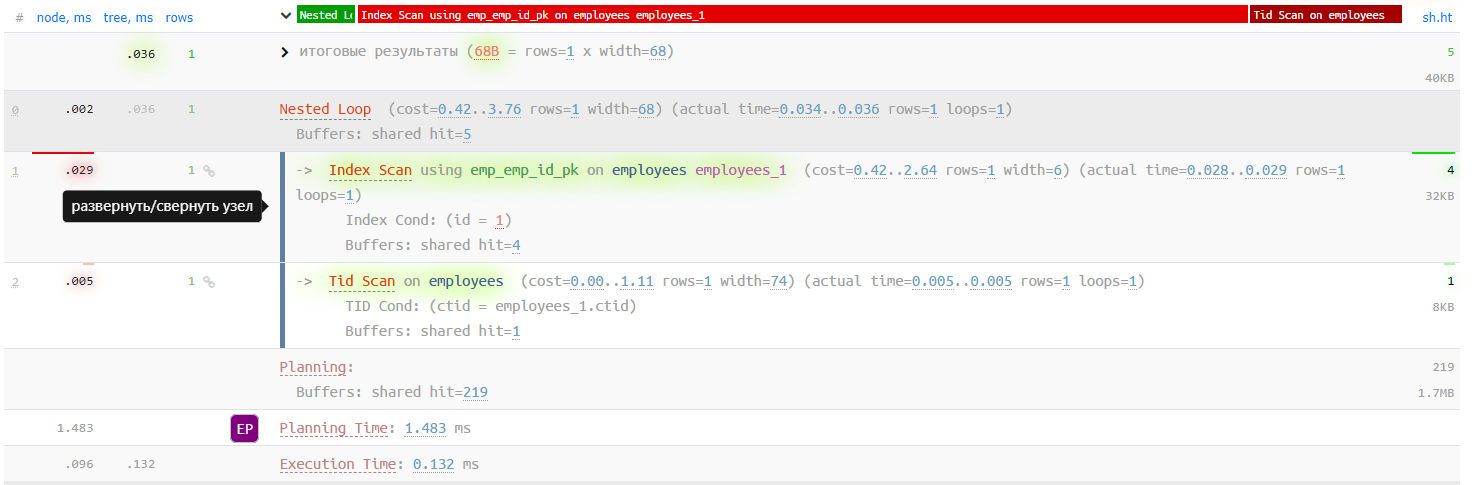 # node, ms tree, ms rows Nested Lo Index Scan using emp_emp_id_pk on employees employees_1 Tid Scan on employees sh.ht
.036 1 итоговые результаты (68B = rows=1 x width=68) 5
40KB
0 .002 .036 1 Nested Loop (cost=0.42..3.76 rows=1 width=68) (actual time=0.034..0.036 rows=1 loops=1)
Buffers: shared hit=5
1 .029 1 -> Index Scan using emp_emp_id_pk on employees employees_1 (cost=0.42..2.64 rows=1 width=6) (actual time=0.028..0.029 rows=1 4
loops=1) 32KB
развернуть/свернуть узел
Index Cond: (id = 1)
Buffers: shared hit=4
2 .005 1 -> Tid Scan on employees (cost=0.00..1.11 rows=1 width=74) (actual time=0.005..0.005 rows=1 loops=1) 1
TID Cond: (ctid = employees_1.ctid) 8KB
Buffers: shared hit=1
Planning: 219
Buffers: shared hit=219 1.7MB
1.483 EP Planning Time: 1.483 ms
.096 .132 Execution Time: 0.132 ms